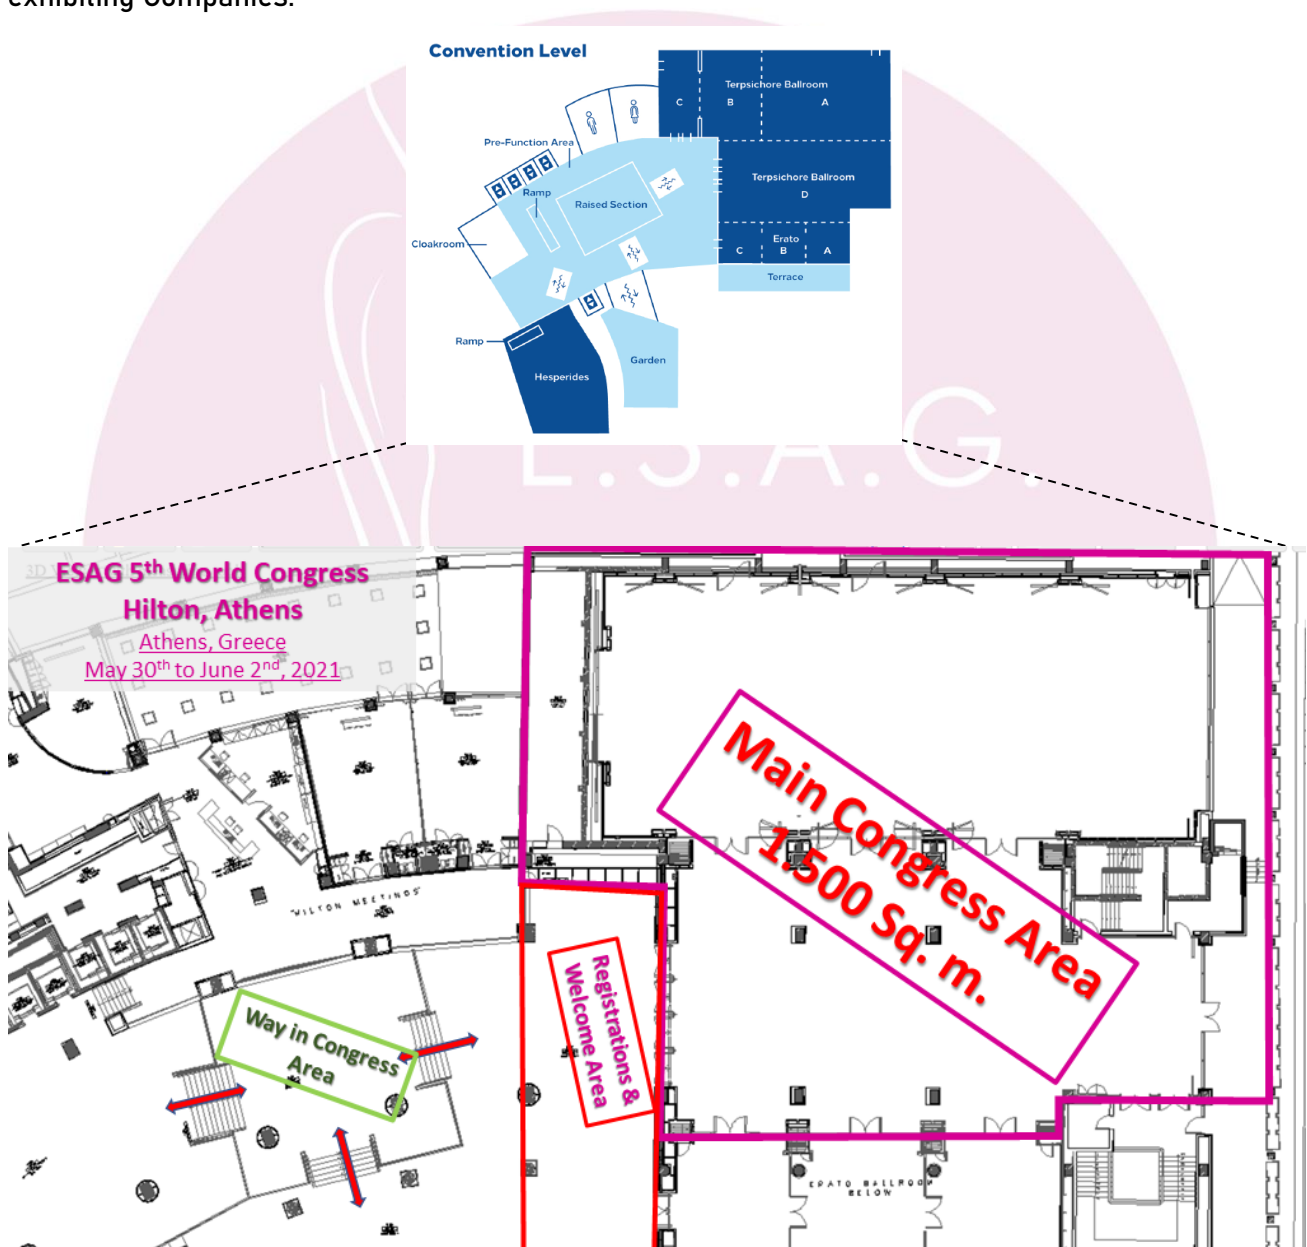 exhibiting companies.
Convention Level
Terpsichore Ballroom
C
B
A
Pre-Function Area
Terpsichore Ballroom
D
Ramp
Raised Section
Erato
C
B
A
Cloakroom
Terrace
Ramp
Garden
Hesperides
E.S.A.G.
3D V
ESAG 5th World Congress
Hilton, Athens
Athens, Greece
May 30th to June 2nd, 2021
Main Congress Area
1.500 Sq. m.
"HILTON MEETINGS"
Registrations &
Welcome Area
Way in Congress
Area
ERATO BALLROOM
BELOW